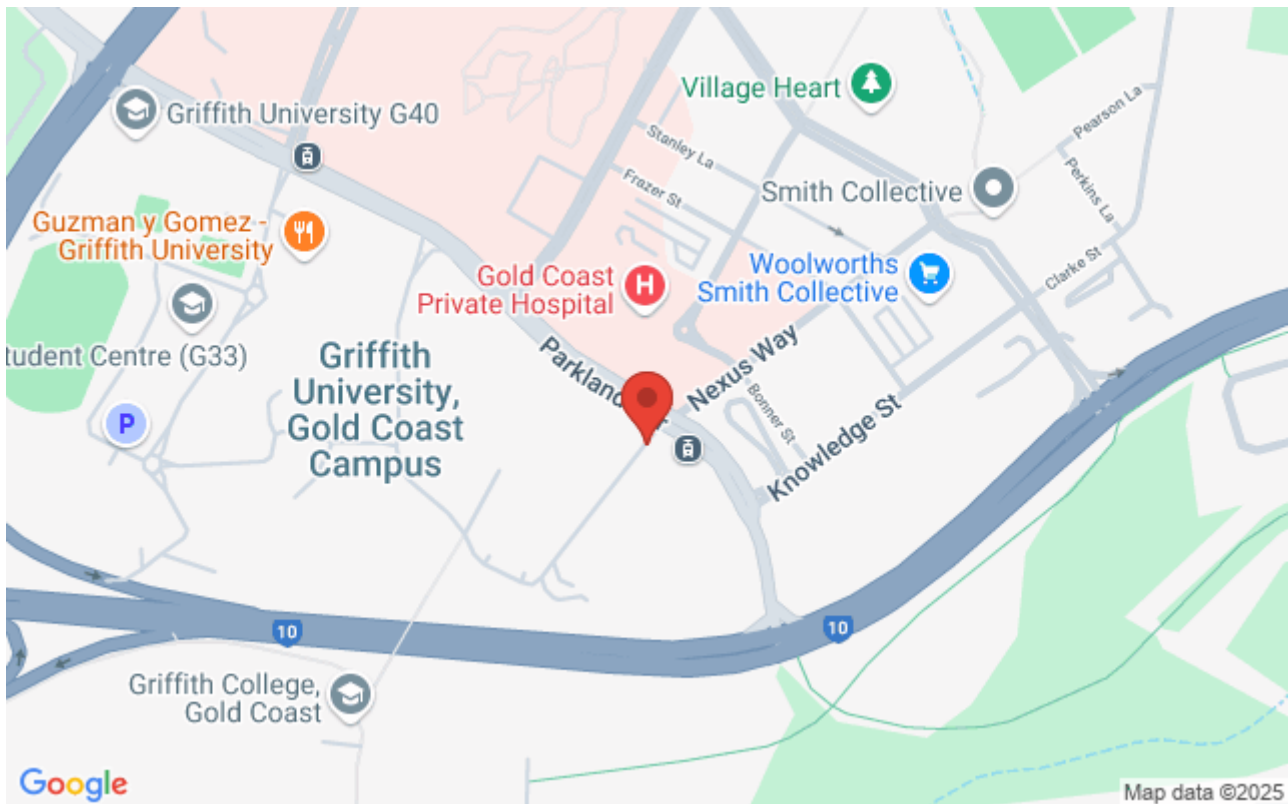 Village Heart
Griffith University G40
Pearson La
Stanley La
Perkins La
Frazer St
Smith Collective
Guzman y Gomez -
Griffith University
Clarke St
Gold Coast
Private Hospital
Woolworths
Smith Collective
tudent Centre (G33)
Griffith
University,
Gold Coast
Campus
Nexus Way
Bonner St
Knowledge St
P
H
10
10
Griffith College,
Gold Coast
Google
Map data ©2025